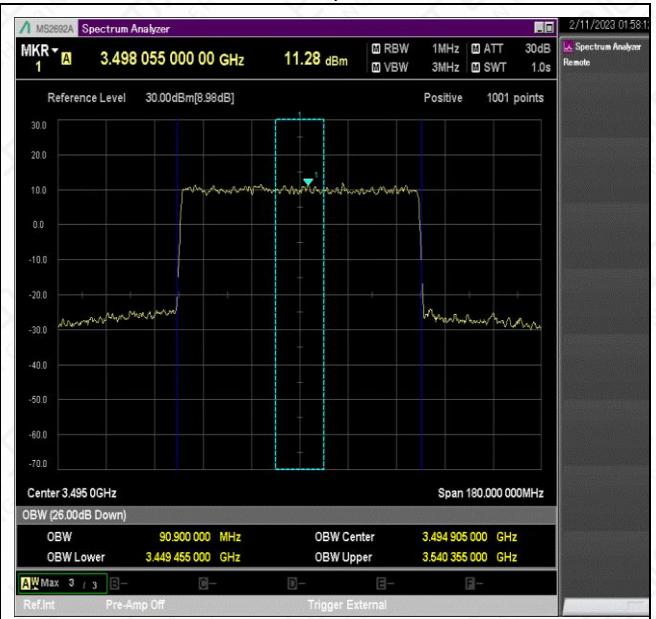 MS2692A Spectrum Analyzer
2/11/2023 01:58:1
MKR 1 A 3.498 055 000 00 GHz 11.28 dBm M RBW 1MHz M ATT 30dB
M VBW 3MHz M SWT 1.0s
Spectrum Analyzer
Remote
Reference Level 30.00dBm[8.98dB] Positive 1001 points
1
30.0
20.0
1
10.0
0.0
-10.0
-20.0
-30.0
-40.0
-50.0
-60.0
-70.0
Center 3.495 0GHz Span 180.000 000MHz
OBW (26.00dB Down)
OBW 90.900 000 MHz OBW Center 3.494 905 000 GHz
OBW Lower 3.449 455 000 GHz OBW Upper 3.540 355 000 GHz
A W Max 3 / 3 B- C- D- E- F-
Ref.Int Pre-Amp Off Trigger External